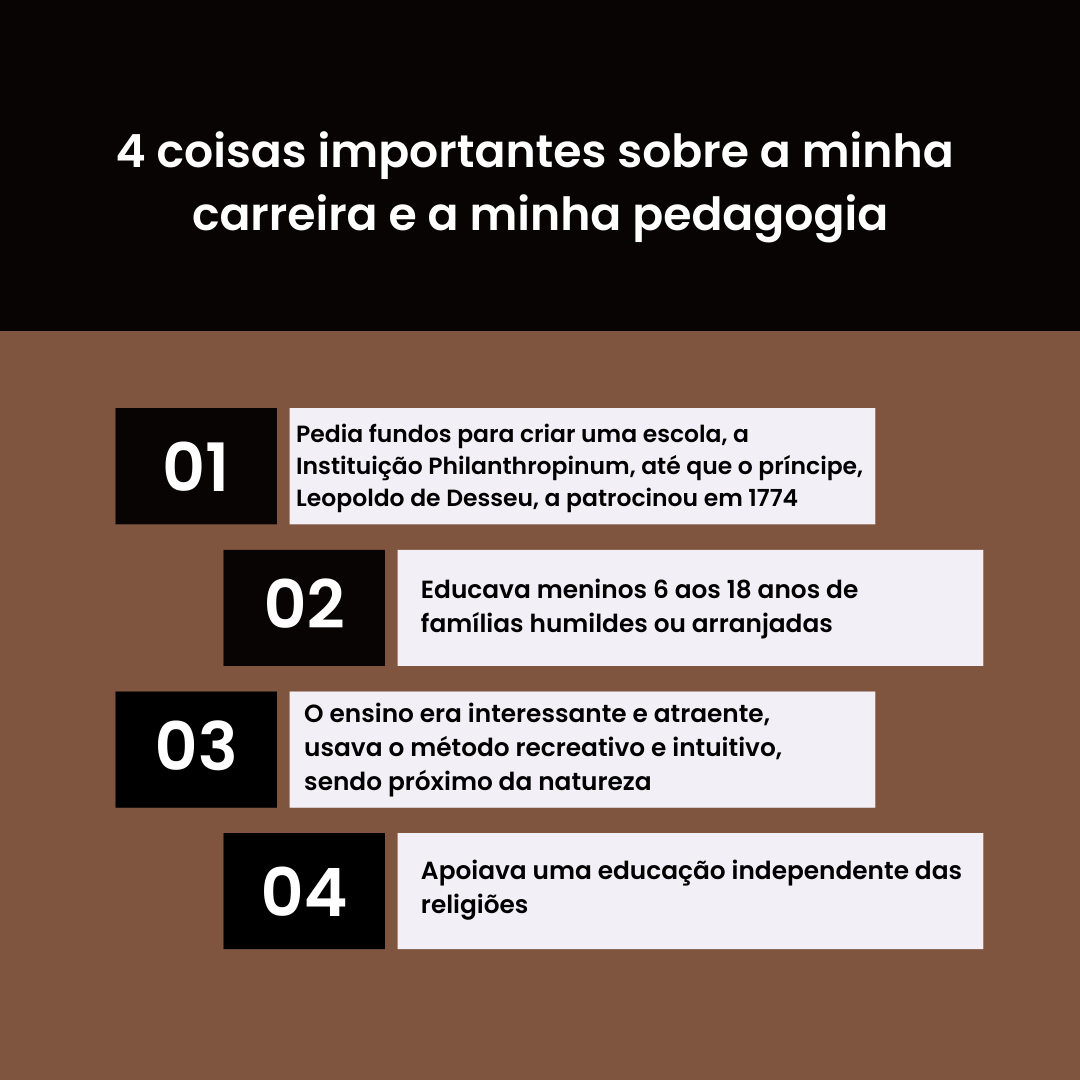 4 coisas importantes sobre a minha
carreira e a minha pedagogia
01
Pedia fundos para criar uma escola, a
Instituição Philanthropinum, até que o príncipe,
Leopoldo de Desseu, a patrocinou em 1774
02
Educava meninos 6 aos 18 anos de
famílias humildes ou arranjadas
03
O ensino era interessante e atraente,
usava o método recreativo e intuitivo,
sendo próximo da natureza
04
Apoiava uma educação independente das
religiões